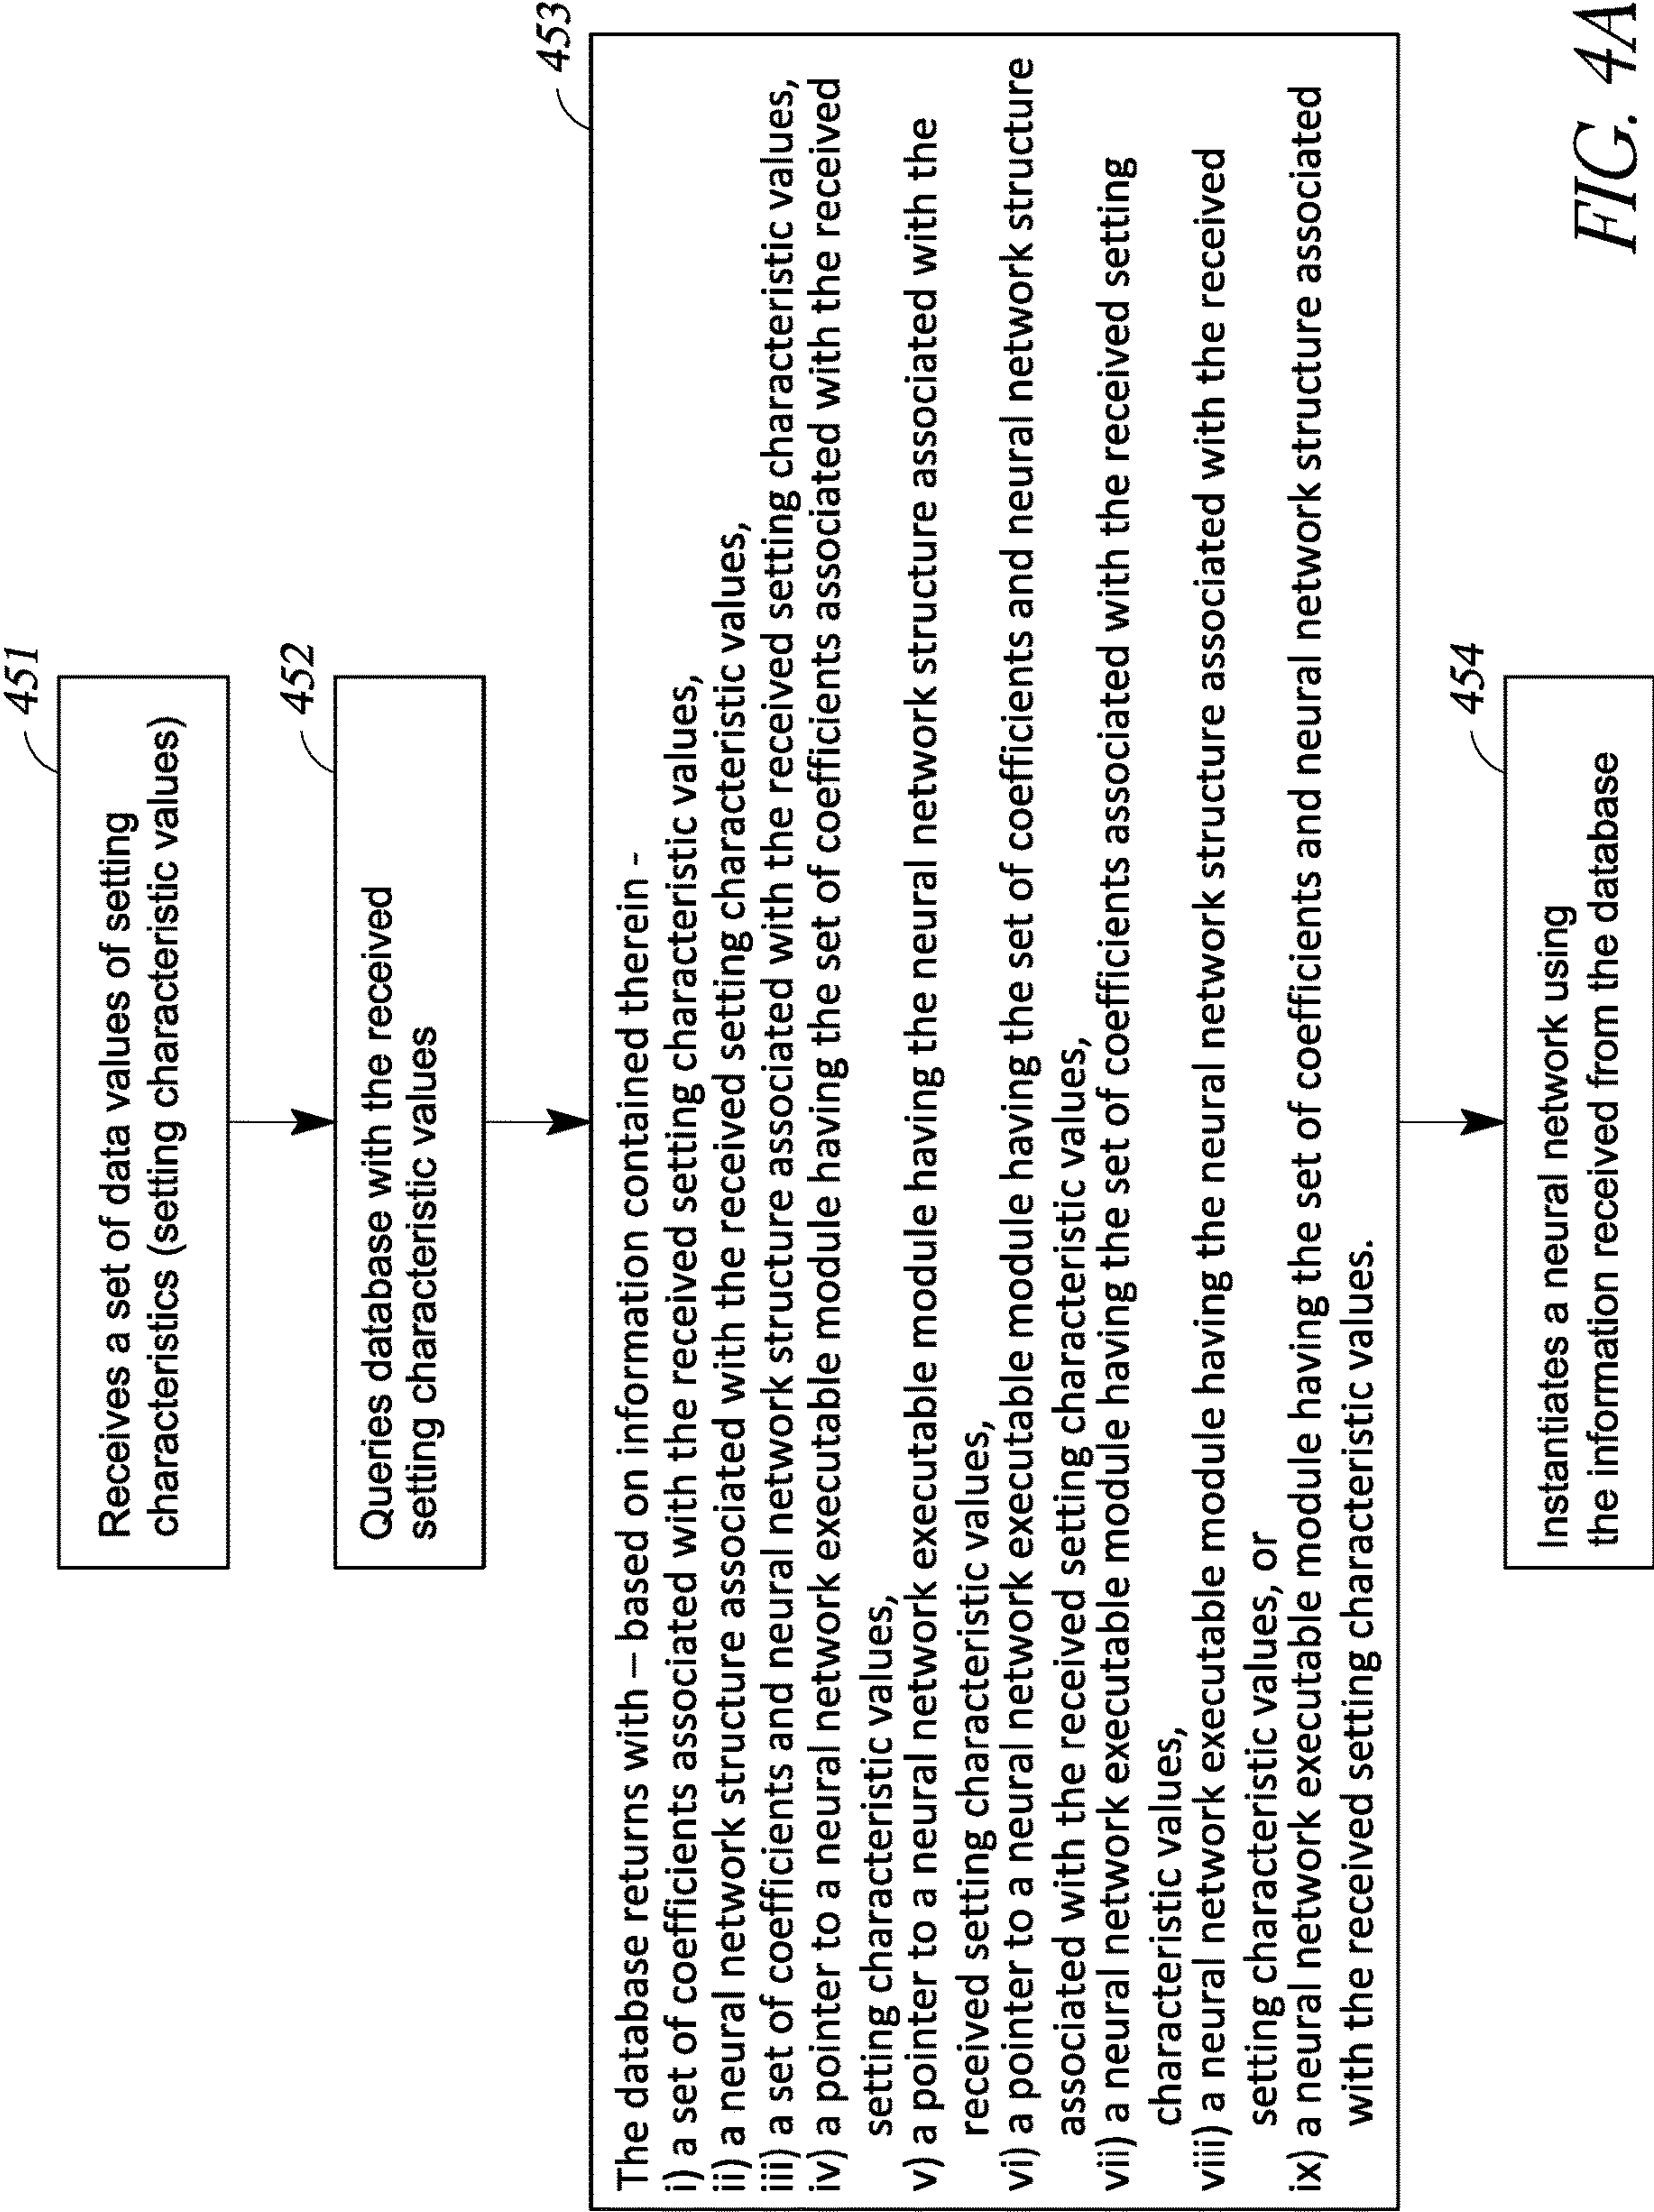 451
Receives a set of data values of setting
characteristics (setting characteristic values)
452
Queries database with the received
setting characteristic values
453
The database returns with – based on information contained therein -
i) a set of coefficients associated with the received setting characteristic values,
ii) a neural network structure associated with the received setting characteristic values,
iii) a set of coefficients and neural network structure associated with the received setting characteristic values,
iv) a pointer to a neural network executable module having the set of coefficients associated with the received
setting characteristic values,
v) a pointer to a neural network executable module having the neural network structure associated with the
received setting characteristic values,
vi) a pointer to a neural network executable module having the set of coefficients and neural network structure
associated with the received setting characteristic values,
vii) a neural network executable module having the set of coefficients associated with the received setting
characteristic values,
viii) a neural network executable module having the neural network structure associated with the received
setting characteristic values, or
ix) a neural network executable module having the set of coefficients and neural network structure associated
with the received setting characteristic values.
454
Instantiates a neural network using
the information received from the database
FIG. 4A